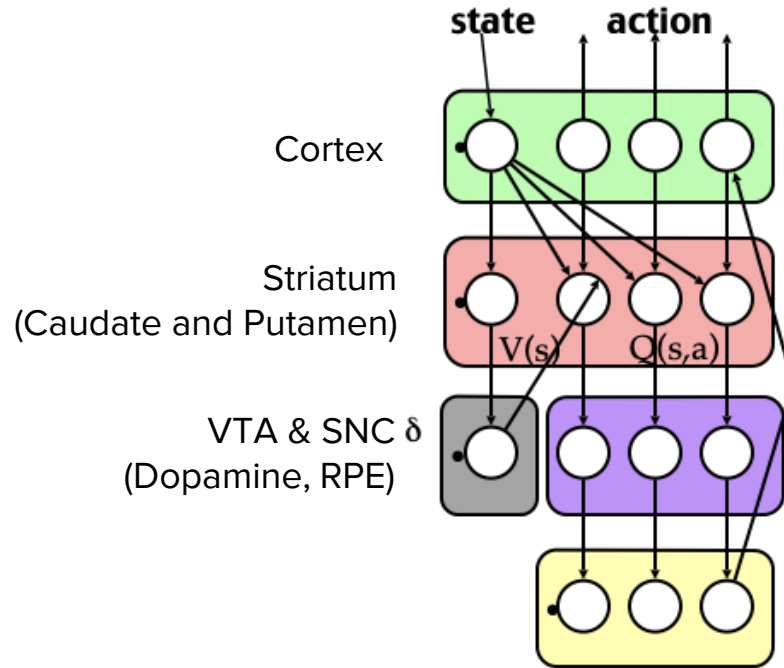 state action
Cortex
Striatum
(Caudate and Putamen)
V(s) Q(s,a)
VTA & SNC δ
(Dopamine, RPE)